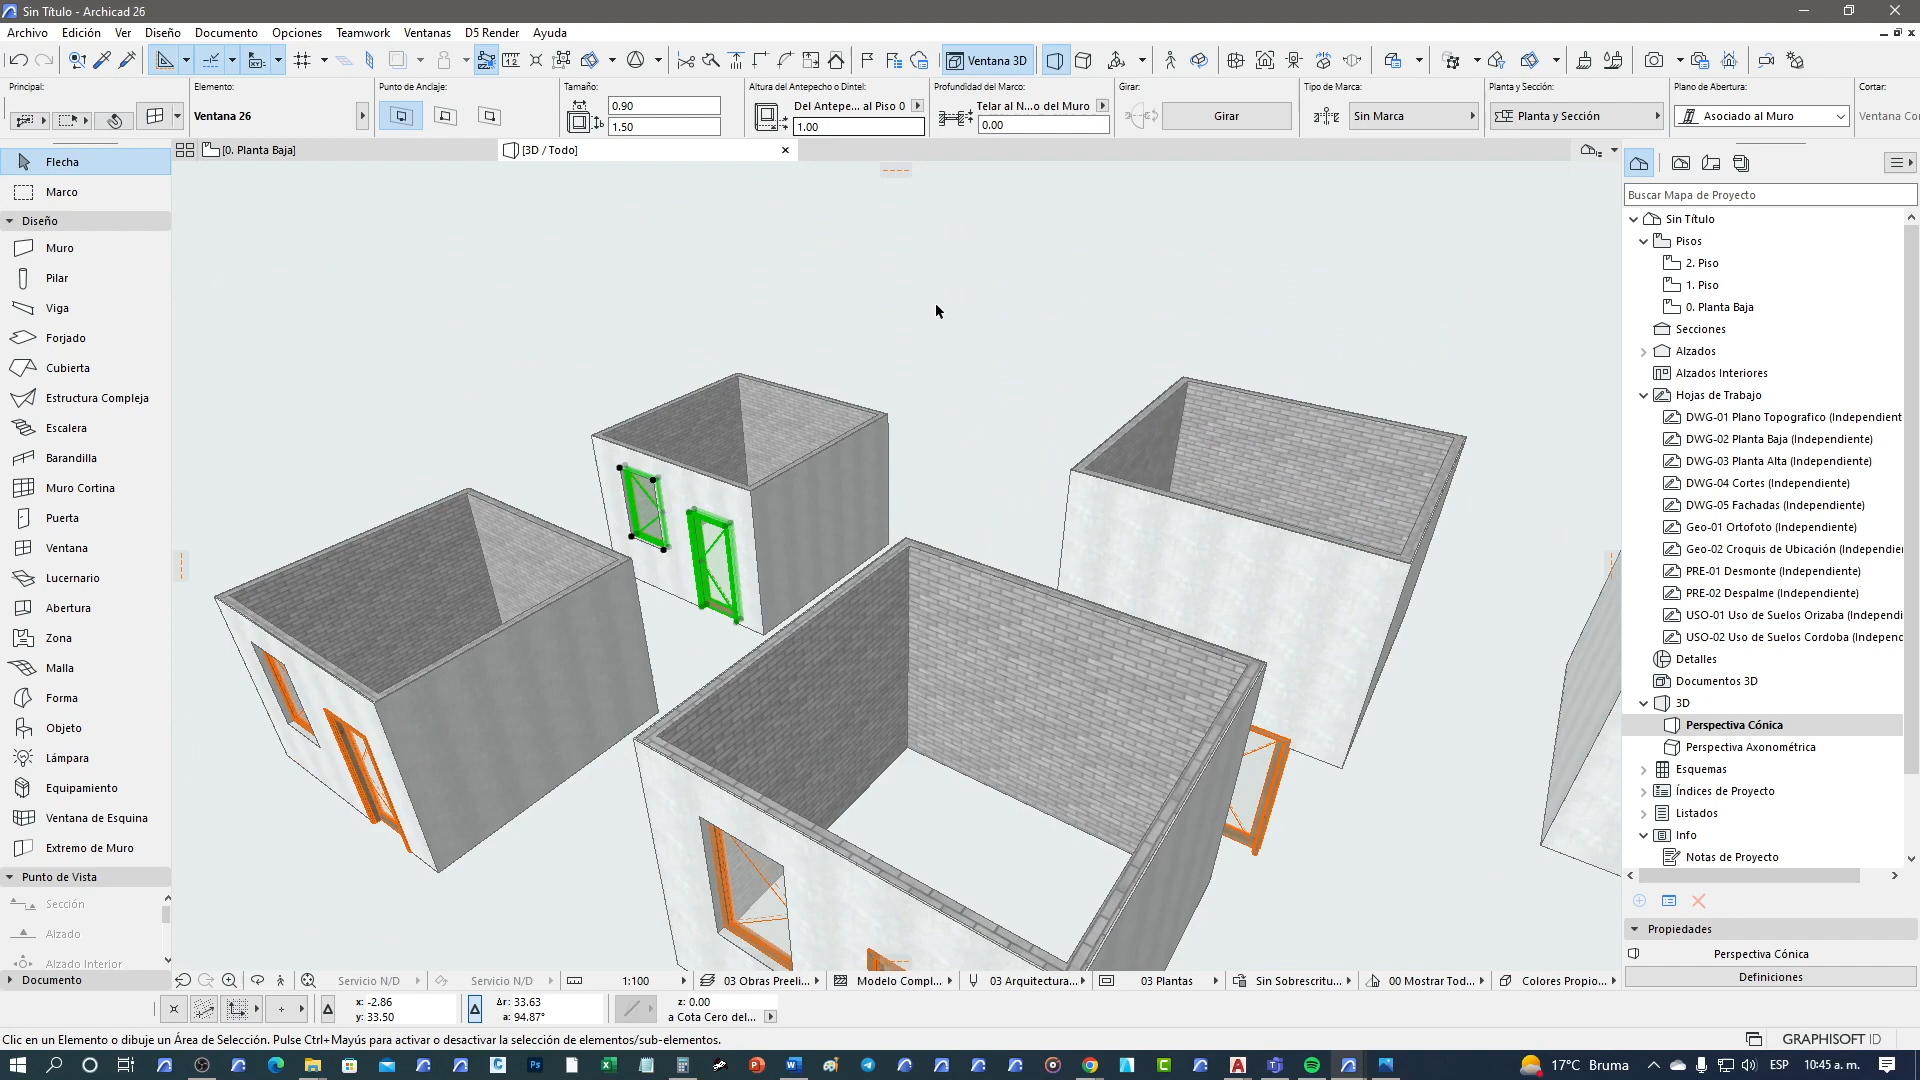 Sin Título - Archicad 26
Archivo Edición Ver Diseño Documento Opciones Teamwork Ventanas D5 Render Ayuda
Ventana 3D
Principal: Elemento: Punto de Anclaje: Tamaño: Altura del Antepecho o Dintel: Profundidad del Marco: Girar: Tipo de Marca: Planta y Sección: Plano de Abertura: Cortar:
Ventana 26 0.90 Del Antepe... al Piso 0 Telar al N...o del Muro Girar Sin Marca Planta y Sección Asociado al Muro Ventana Co
1.50 1.00 0.00
[0. Planta Baja] [3D / Todo]
Flecha
Marco
Diseño
Muro
Pilar
Viga
Forjado
Cubierta
Estructura Compleja
Escalera
Barandilla
Muro Cortina
Puerta
Ventana
Lucernario
Abertura
Zona
Malla
Forma
Objeto
Lámpara
Equipamiento
Ventana de Esquina
Extremo de Muro
Punto de Vista
Sección
Alzado
Alzado Interior
Documento
Buscar Mapa de Proyecto
Sin Título
Pisos
2. Piso
1. Piso
0. Planta Baja
Secciones
Alzados
Alzados Interiores
Hojas de Trabajo
DWG-01 Plano Topografico (Independient
DWG-02 Planta Baja (Independiente)
DWG-03 Planta Alta (Independiente)
DWG-04 Cortes (Independiente)
DWG-05 Fachadas (Independiente)
Geo-01 Ortofoto (Independiente)
Geo-02 Croquis de Ubicación (Independier
PRE-01 Desmonte (Independiente)
PRE-02 Despalme (Independiente)
USO-01 Uso de Suelos Orizaba (Independi
USO-02 Uso de Suelos Cordoba (Independ
Detalles
Documentos 3D
3D
Perspectiva Cónica
Perspectiva Axonométrica
Esquemas
Índices de Proyecto
Listados
Info
Notas de Proyecto
Propiedades
Perspectiva Cónica
Definiciones
Servicio N/D Servicio N/D 1:100 03 Obras Preeli... Modelo Compl... 03 Arquitectura... 03 Plantas Sin Sobrescritu... 00 Mostrar Tod... Colores Propio...
x: -2.86 Δr: 33.63 z: 0.00
y: 33.50 a: 94.87° a Cota Cero del...
Clic en un Elemento o dibuje un Área de Selección. Pulse Ctrl+Mayús para activar o desactivar la selección de elementos/sub-elementos.
GRAPHISOFT ID
17°C Bruma ESP 10:45 a. m.